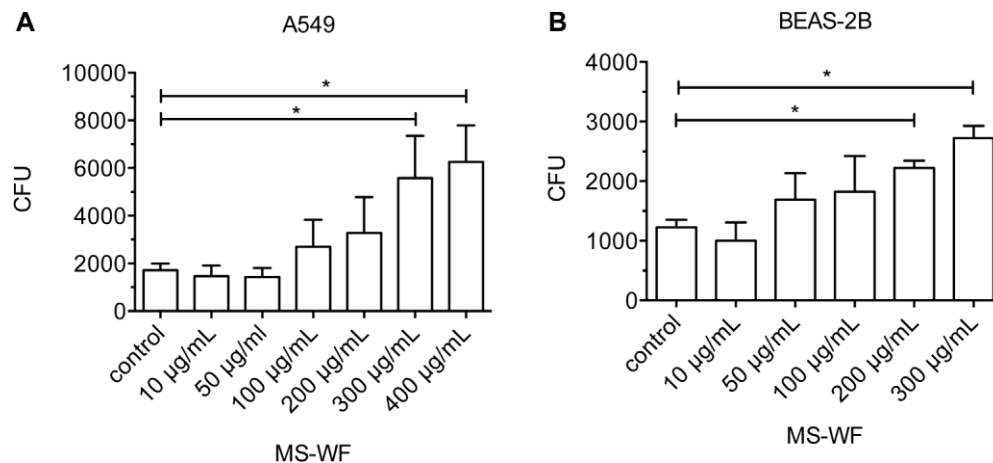 A
A549
CFU
10000
8000
6000
4000
2000
0
*
*
control
10 µg/mL
50 µg/ml
100 µg/mL
200 µg/mL
300 µg/mL
400 µg/mL
MS-WF
B
BEAS-2B
CFU
4000
3000
2000
1000
0
*
*
control
10 µg/mL
50 µg/mL
100 µg/mL
200 µg/mL
300 µg/mL
MS-WF